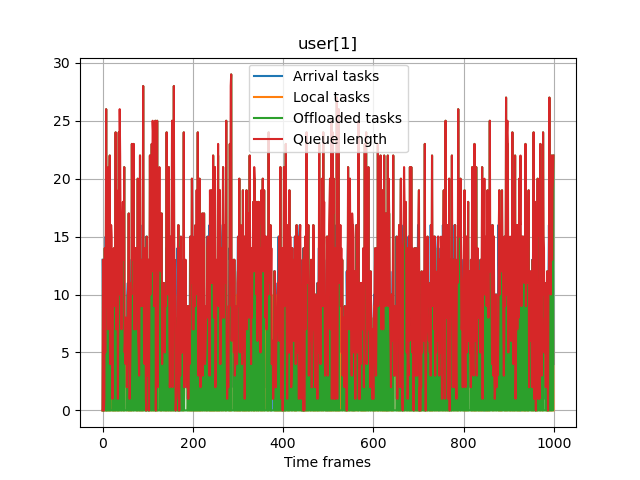 user[1]
30
25
20
15
10
5
0
Arrival tasks
Local tasks
Offloaded tasks
Queue length
0 200 400 600 800 1000
Time frames